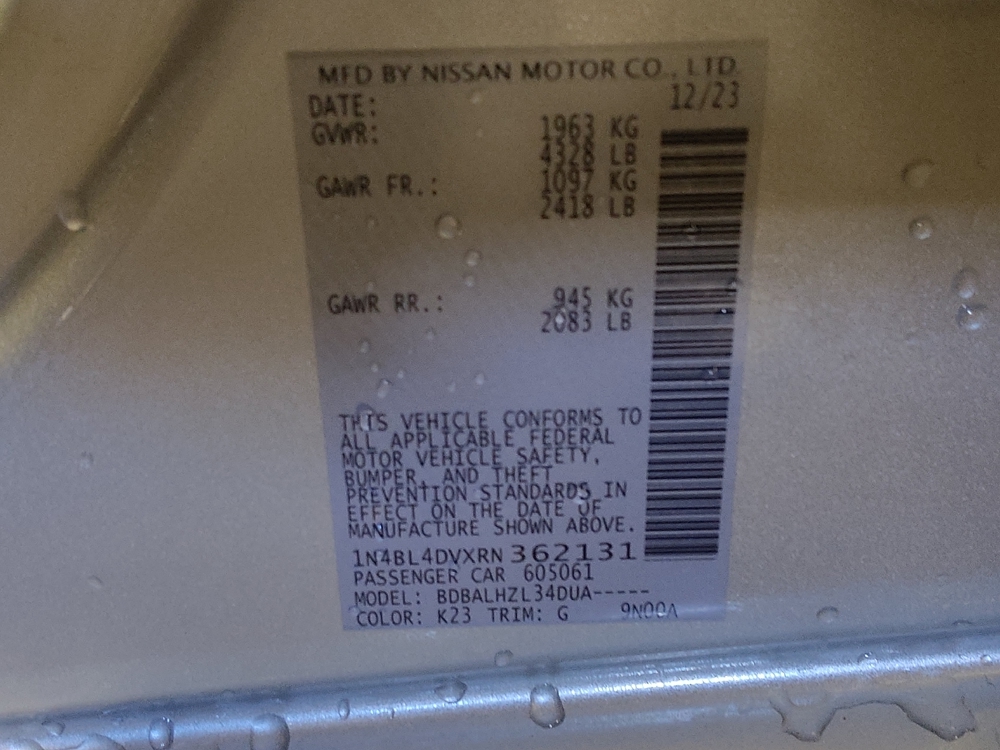 MFD BY NISSAN MOTOR CO., LTD.
DATE: 12/23
GVWR: 1963 KG
4328 LB
GAWR FR.: 1097 KG
2418 LB
GAWR RR.: 945 KG
2083 LB
THIS VEHICLE CONFORMS TO
ALL APPLICABLE FEDERAL
MOTOR VEHICLE SAFETY,
BUMPER, AND THEFT
PREVENTION STANDARDS IN
EFFECT ON THE DATE OF
MANUFACTURE SHOWN ABOVE.
1N4BL4DVXRN 362131
PASSENGER CAR 605061
MODEL: BDBALHZL34DUA-----
COLOR: K23 TRIM: G 9N00A